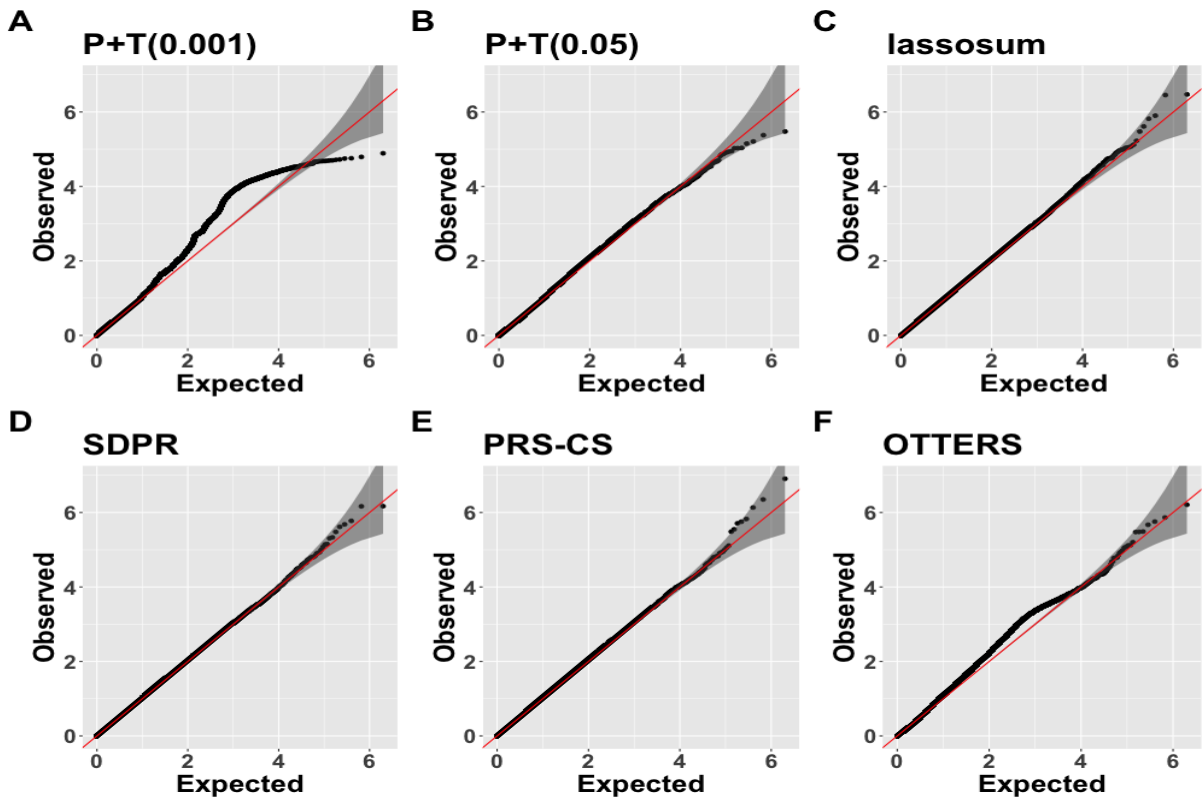 A
P+T(0.001)
Observed
6
4
2
0
0 2 4 6
Expected
B
P+T(0.05)
Observed
6
4
2
0
0 2 4 6
Expected
C
lassosum
Observed
6
4
2
0
0 2 4 6
Expected
D
SDPR
Observed
6
4
2
0
0 2 4 6
Expected
E
PRS-CS
Observed
6
4
2
0
0 2 4 6
Expected
F
OTTERS
Observed
6
4
2
0
0 2 4 6
Expected